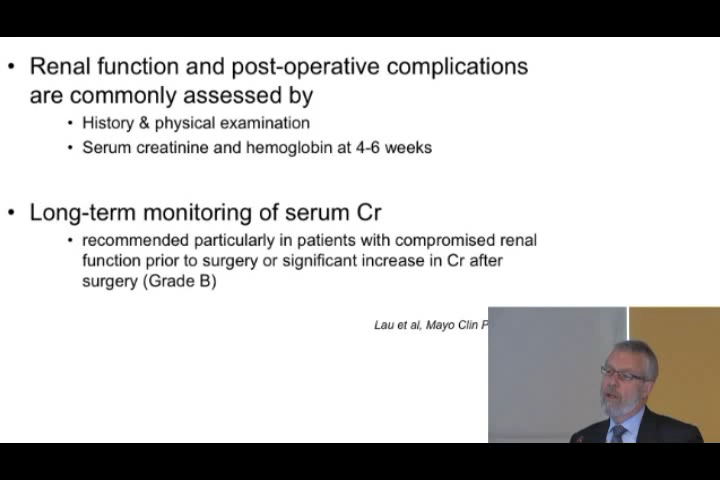 • Renal function and post-operative complications
are commonly assessed by
• History & physical examination
• Serum creatinine and hemoglobin at 4-6 weeks
• Long-term monitoring of serum Cr
• recommended particularly in patients with compromised renal
function prior to surgery or significant increase in Cr after
surgery (Grade B)
Lau et al, Mayo Clin P